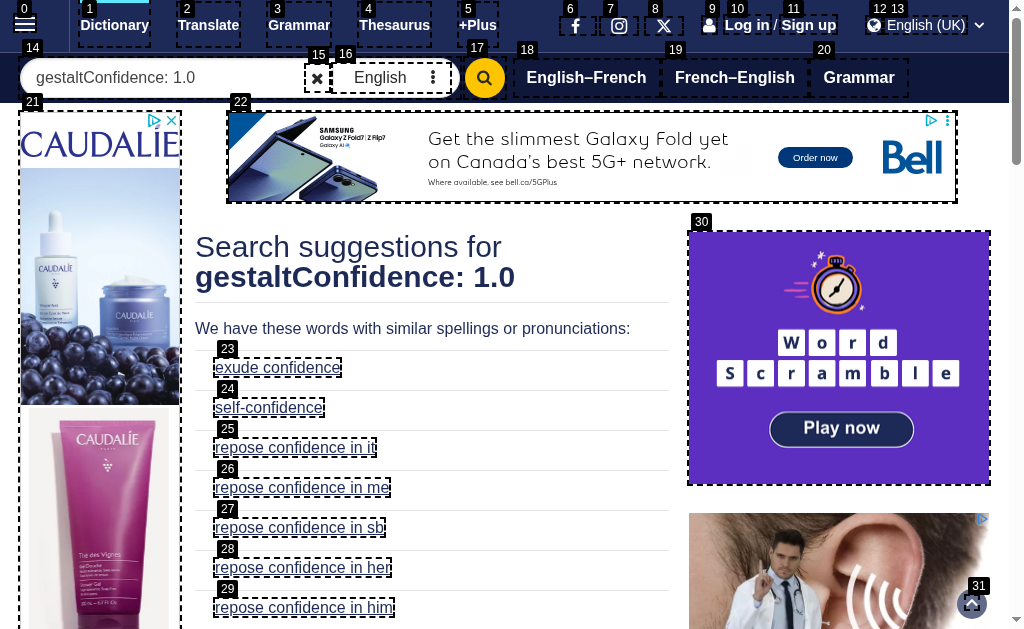 0 1 2 3 4 5 6 7 8 9 10 11 12 13
Dictionary Translate Grammar Thesaurus +Plus Log in / Sign up English (UK)
14 15 16 17 18 19 20
gestaltConfidence: 1.0 English English–French French–English Grammar
21 22
CAUDALÍE
SAMSUNG
Galaxy Z Fold7 | Z Flip7
Galaxy AI
Get the slimmest Galaxy Fold yet
on Canada's best 5G+ network.
Where available, see bell.ca/5GPlus
Order now
Bell
30
Search suggestions for
gestaltConfidence: 1.0
We have these words with similar spellings or pronunciations:
23
exude confidence
24
self-confidence
25
repose confidence in it
26
repose confidence in me
27
repose confidence in sb
28
repose confidence in her
29
repose confidence in him
CAUDALÍE
CAUDALÍE
CAUDALÍE
Thé des Vignes
Word
Scramble
Play now
31